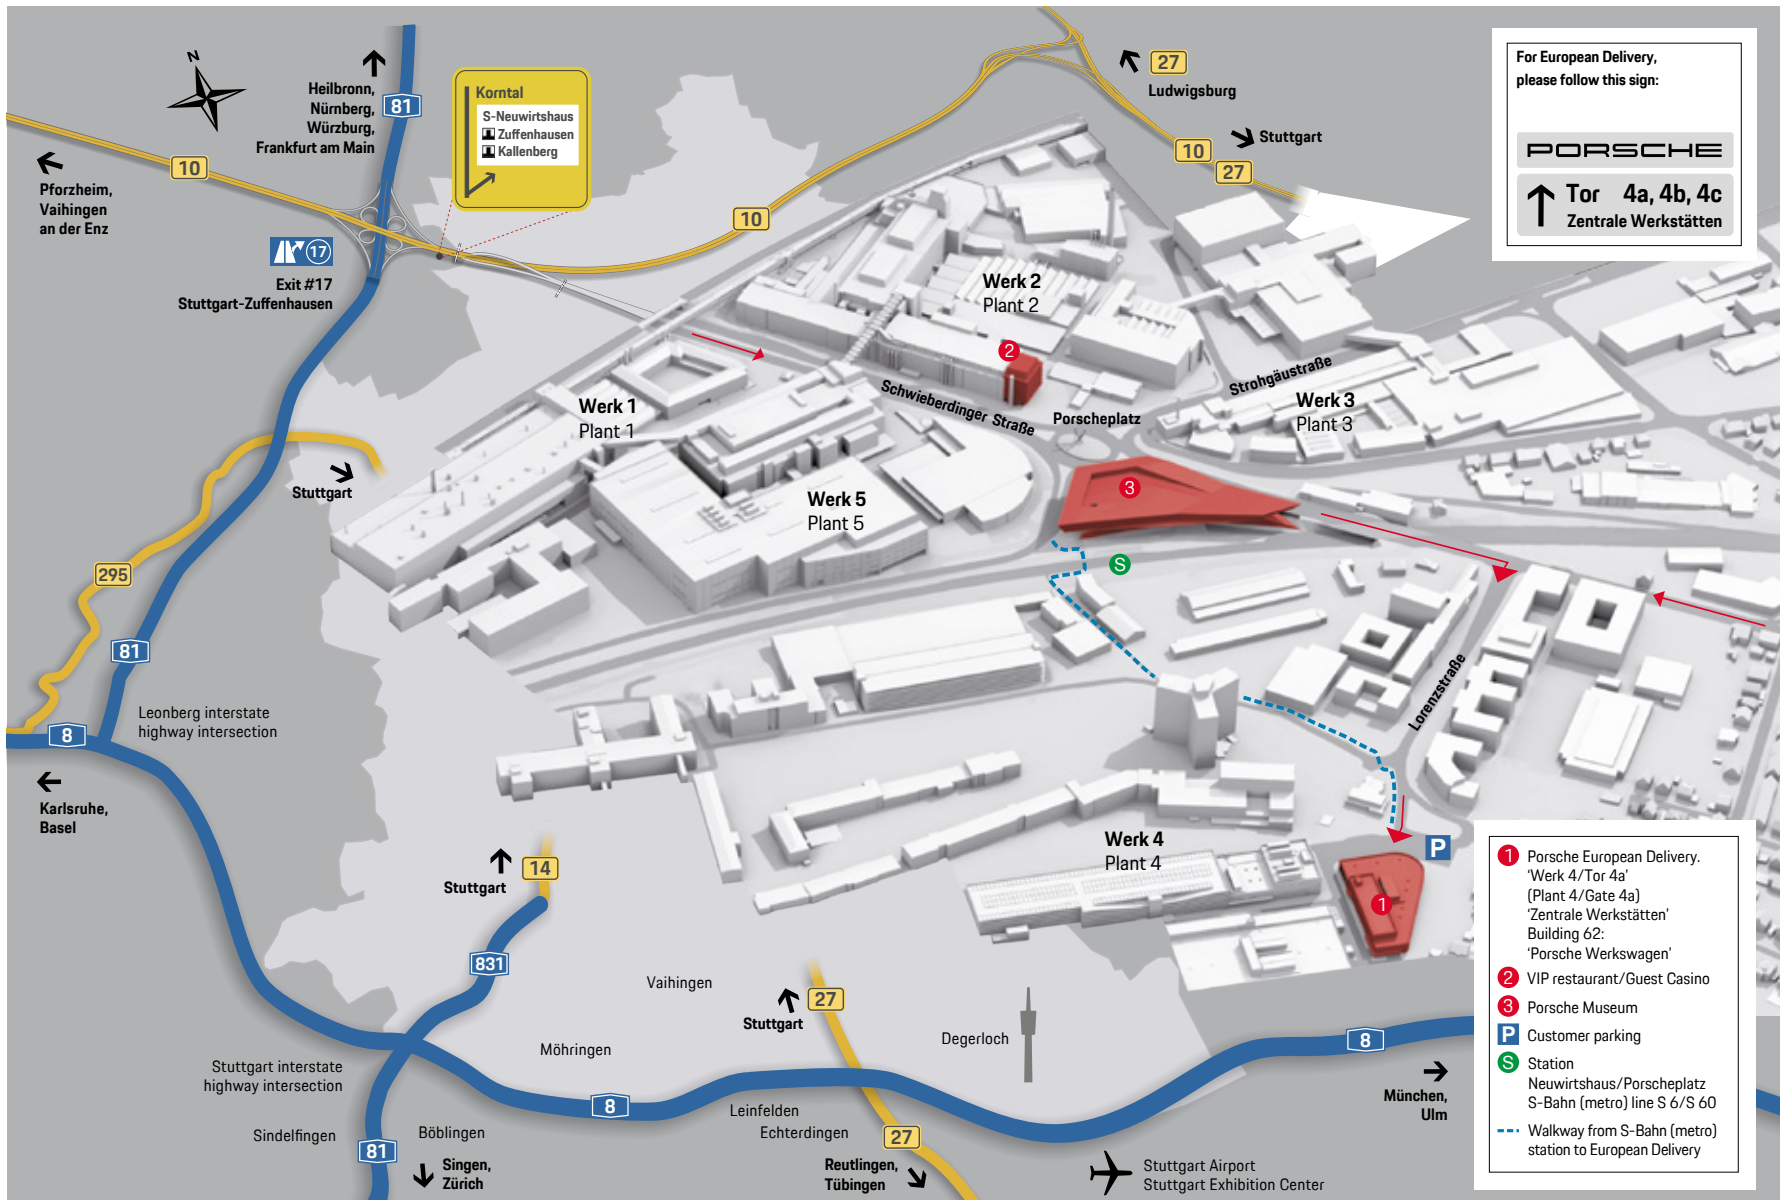 N
Heilbronn,
Nürnberg,
Würzburg,
Frankfurt am Main
81
Korntal
S-Neuwirtshaus
Zuffenhausen
Kallenberg
27
Ludwigsburg
Stuttgart
10
27
For European Delivery,
please follow this sign:
PORSCHE
Tor 4a, 4b, 4c
Zentrale Werkstätten
10
Pforzheim,
Vaihingen
an der Enz
17
Exit #17
Stuttgart-Zuffenhausen
10
Werk 2
Plant 2
2
Schwieberdinger Straße
Porscheplatz
Strohgäustraße
Werk 3
Plant 3
Werk 1
Plant 1
Werk 5
Plant 5
3
S
Stuttgart
295
81
Leonberg interstate
highway intersection
8
Karlsruhe,
Basel
Lorenzstraße
Werk 4
Plant 4
P
1
Stuttgart
14
831
Vaihingen
Stuttgart
27
Möhringen
Degerloch
Stuttgart interstate
highway intersection
8
8
München,
Ulm
Leinfelden
Echterdingen
27
Sindelfingen
81
Böblingen
Singen,
Zürich
Reutlingen,
Tübingen
Stuttgart Airport
Stuttgart Exhibition Center
1 Porsche European Delivery.
‘Werk 4/Tor 4a’
(Plant 4/Gate 4a)
‘Zentrale Werkstätten’
Building 62:
‘Porsche Werkswagen’
2 VIP restaurant/Guest Casino
3 Porsche Museum
P Customer parking
S Station
Neuwirtshaus/Porscheplatz
S-Bahn (metro) line S 6/S 60
Walkway from S-Bahn (metro)
station to European Delivery